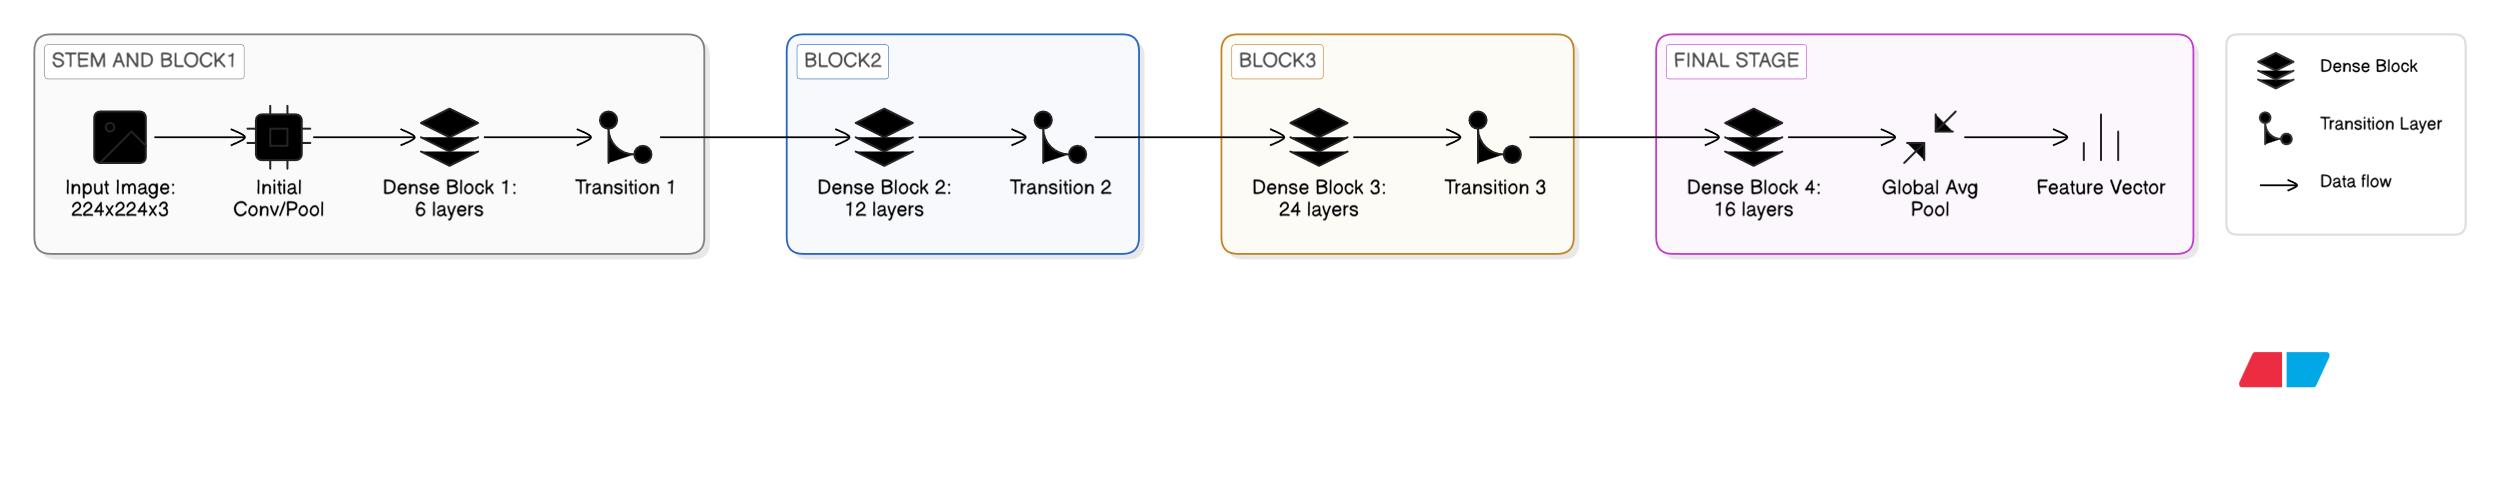 STEM AND BLOCK1
Input Image:
224x224x3
Initial
Conv/Pool
Dense Block 1:
6 layers
Transition 1
BLOCK2
Dense Block 2:
12 layers
Transition 2
BLOCK3
Dense Block 3:
24 layers
Transition 3
FINAL STAGE
Dense Block 4:
16 layers
Global Avg
Pool
Feature Vector
Dense Block
Transition Layer
Data flow